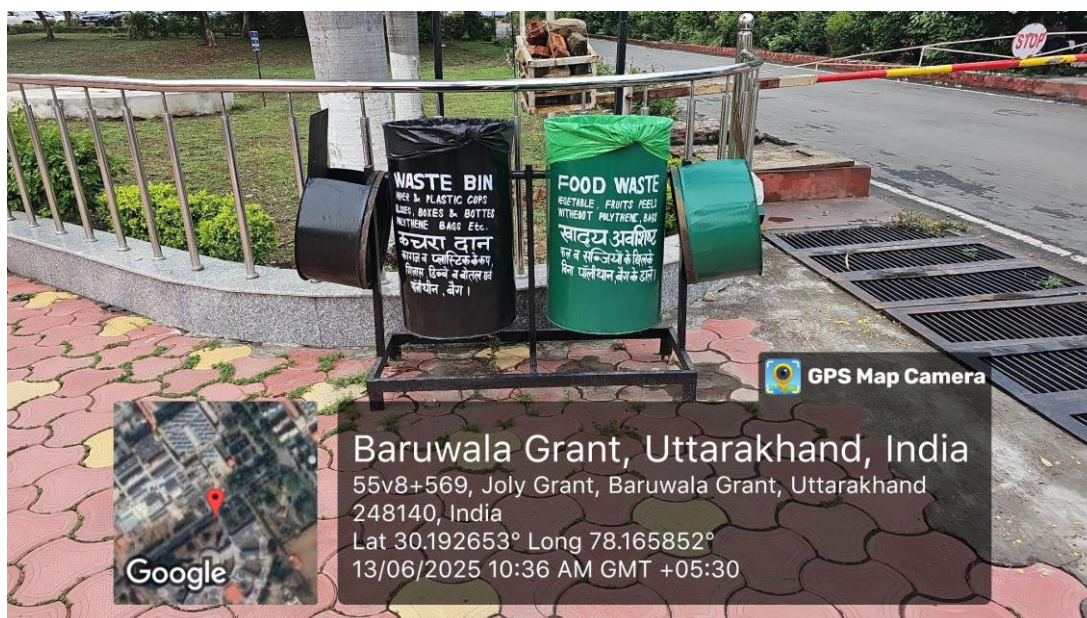 STOP
WASTE BIN
PAPER & PLASTIC CUPS
BOXES & BOTTES
POLYTHENE BAGS Etc.
कचरा दान
कागज व प्लास्टिक के कप,
गिलास, डिब्बे व बोतल एवं
पोलीथीन, बैग।
FOOD WASTE
VEGETABLE, FRUITS PEELS
WITHEOT POLYTHENE, BAGS
खाद्य अवशिष्ट
फल व सब्जियों के छिलके
बिना पॉलीथीन, बैग के डाले।
GPS Map Camera
Baruwala Grant, Uttarakhand, India
55v8+569, Joly Grant, Baruwala Grant, Uttarakhand
248140, India
Lat 30.192653° Long 78.165852°
13/06/2025 10:36 AM GMT +05:30
Google